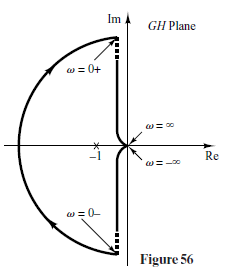 Im
GH Plane
ω = 0+
ω = ∞
–1
Re
ω = –∞
ω = 0–
Figure 56